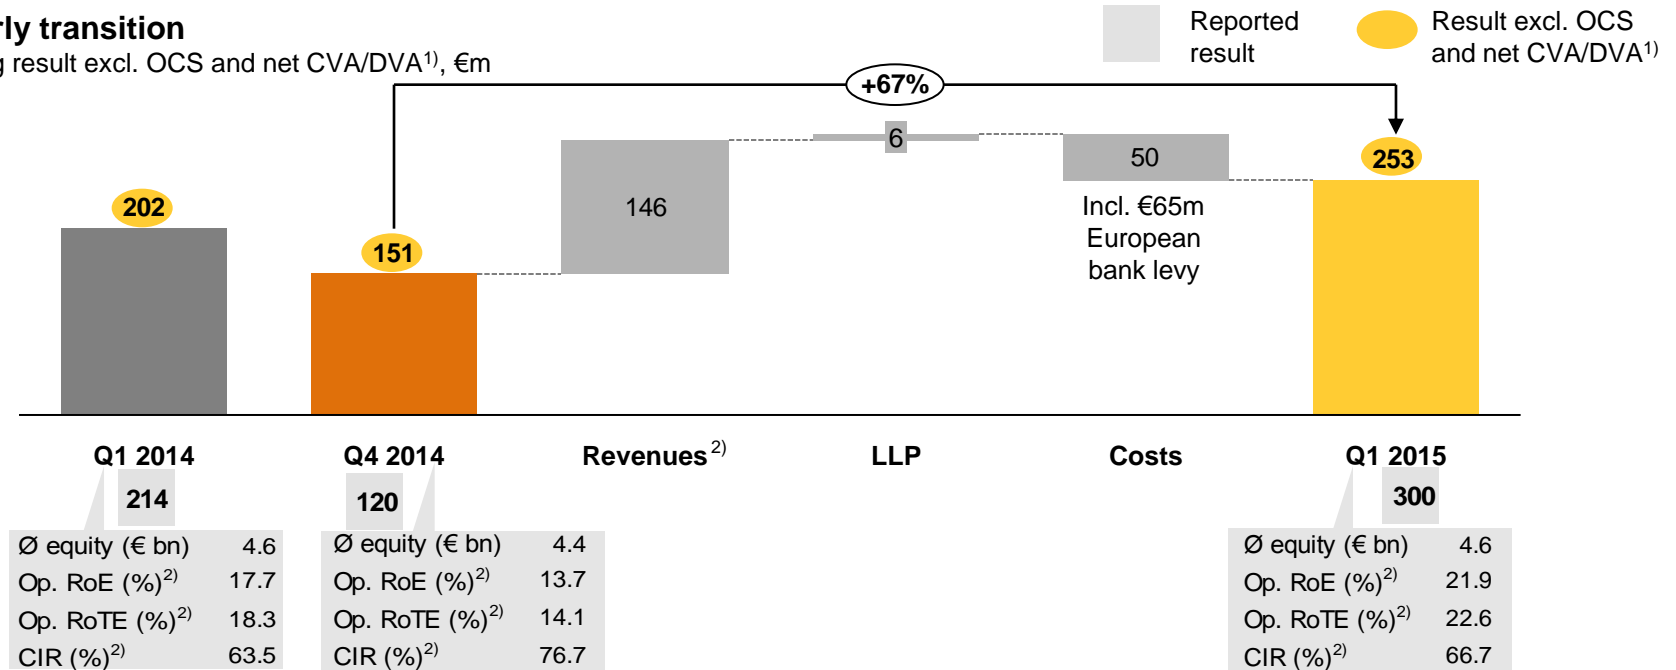 rly transition
g result excl. OCS and net CVA/DVA1), €m
Reported
result
Result excl. OCS
and net CVA/DVA1)
+67%
202
151
146
6
50
253
Incl. €65m
European
bank levy
Q1 2014
Q4 2014
Revenues2)
LLP
Costs
Q1 2015
214
120
300
Ø equity (€ bn) 4.6
Op. RoE (%)2) 17.7
Op. RoTE (%)2) 18.3
CIR (%)2) 63.5
Ø equity (€ bn) 4.4
Op. RoE (%)2) 13.7
Op. RoTE (%)2) 14.1
CIR (%)2) 76.7
Ø equity (€ bn) 4.6
Op. RoE (%)2) 21.9
Op. RoTE (%)2) 22.6
CIR (%)2) 66.7